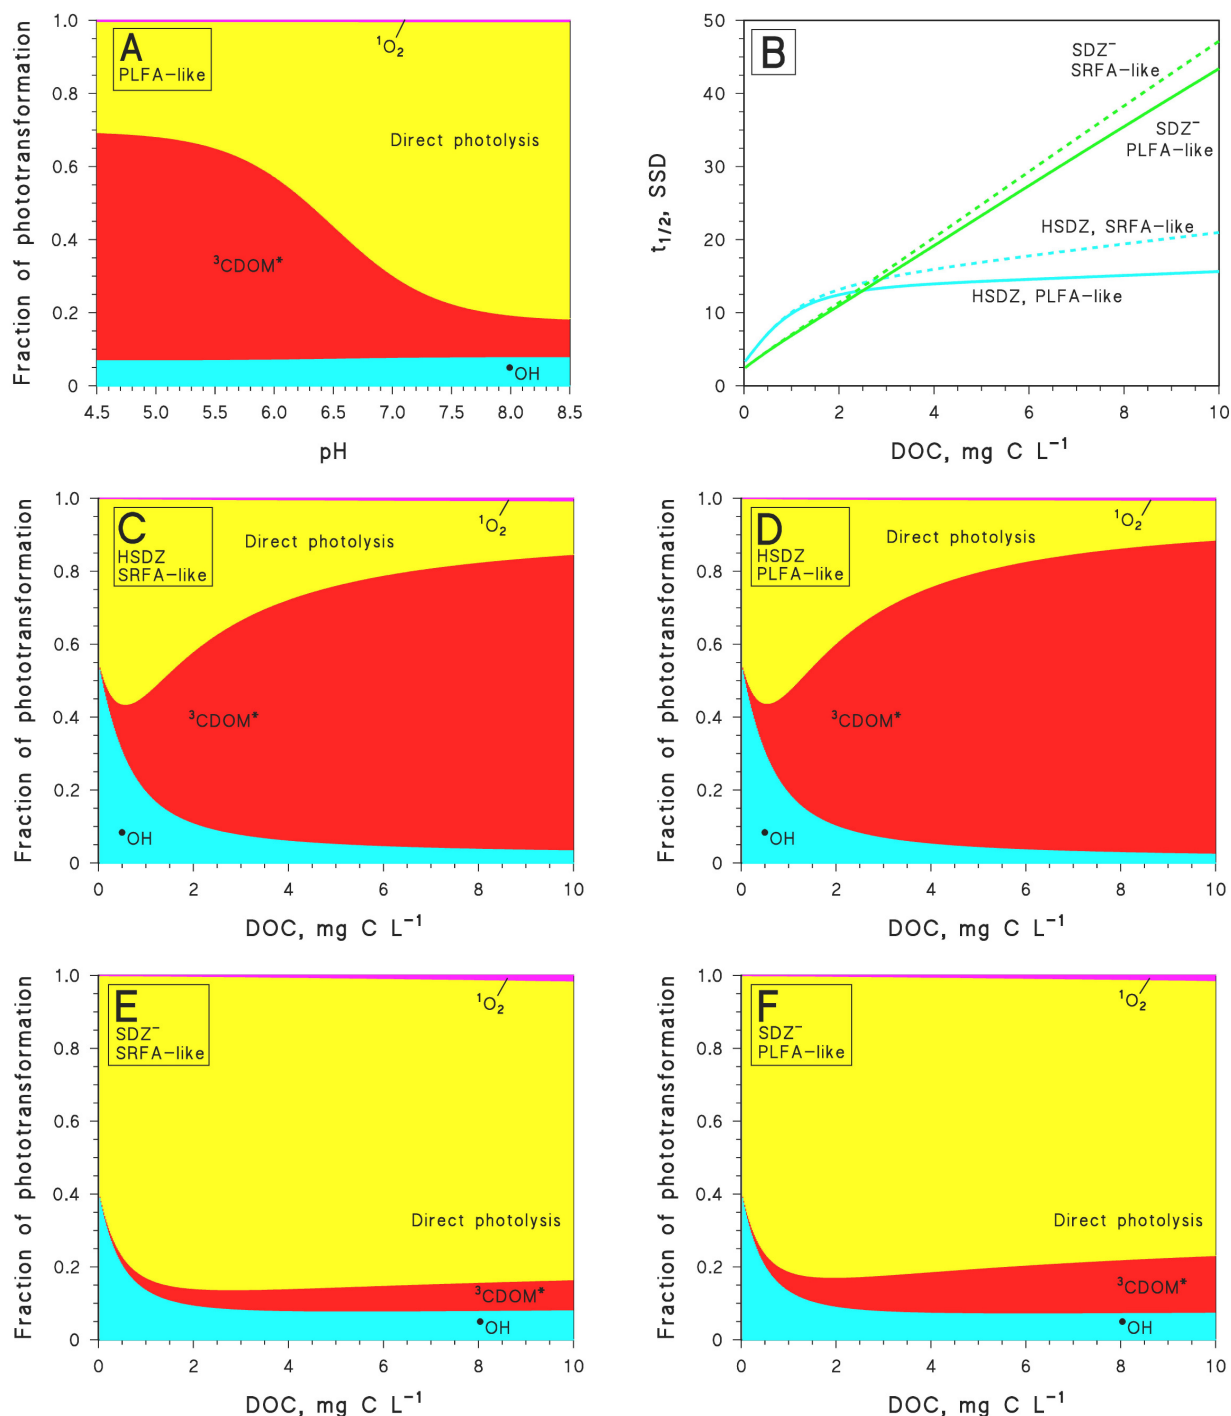 A
PLFA-like
¹O₂
Direct photolysis
³CDOM*
•OH
Fraction of phototransformation
1.0
0.8
0.6
0.4
0.2
0
4.5 5.0 5.5 6.0 6.5 7.0 7.5 8.0 8.5
pH
B
SDZ⁻
SRFA-like
SDZ⁻
PLFA-like
HSDZ, SRFA-like
HSDZ, PLFA-like
t₁/₂, SSD
50
40
30
20
10
0
0 2 4 6 8 10
DOC, mg C L⁻¹
C
HSDZ
SRFA-like
Direct photolysis
¹O₂
³CDOM*
•OH
Fraction of phototransformation
1.0
0.8
0.6
0.4
0.2
0
0 2 4 6 8 10
DOC, mg C L⁻¹
D
HSDZ
PLFA-like
Direct photolysis
¹O₂
³CDOM*
•OH
Fraction of phototransformation
1.0
0.8
0.6
0.4
0.2
0
0 2 4 6 8 10
DOC, mg C L⁻¹
E
SDZ⁻
SRFA-like
¹O₂
Direct photolysis
³CDOM*
•OH
Fraction of phototransformation
1.0
0.8
0.6
0.4
0.2
0
0 2 4 6 8 10
DOC, mg C L⁻¹
F
SDZ⁻
PLFA-like
¹O₂
Direct photolysis
³CDOM*
•OH
Fraction of phototransformation
1.0
0.8
0.6
0.4
0.2
0
0 2 4 6 8 10
DOC, mg C L⁻¹